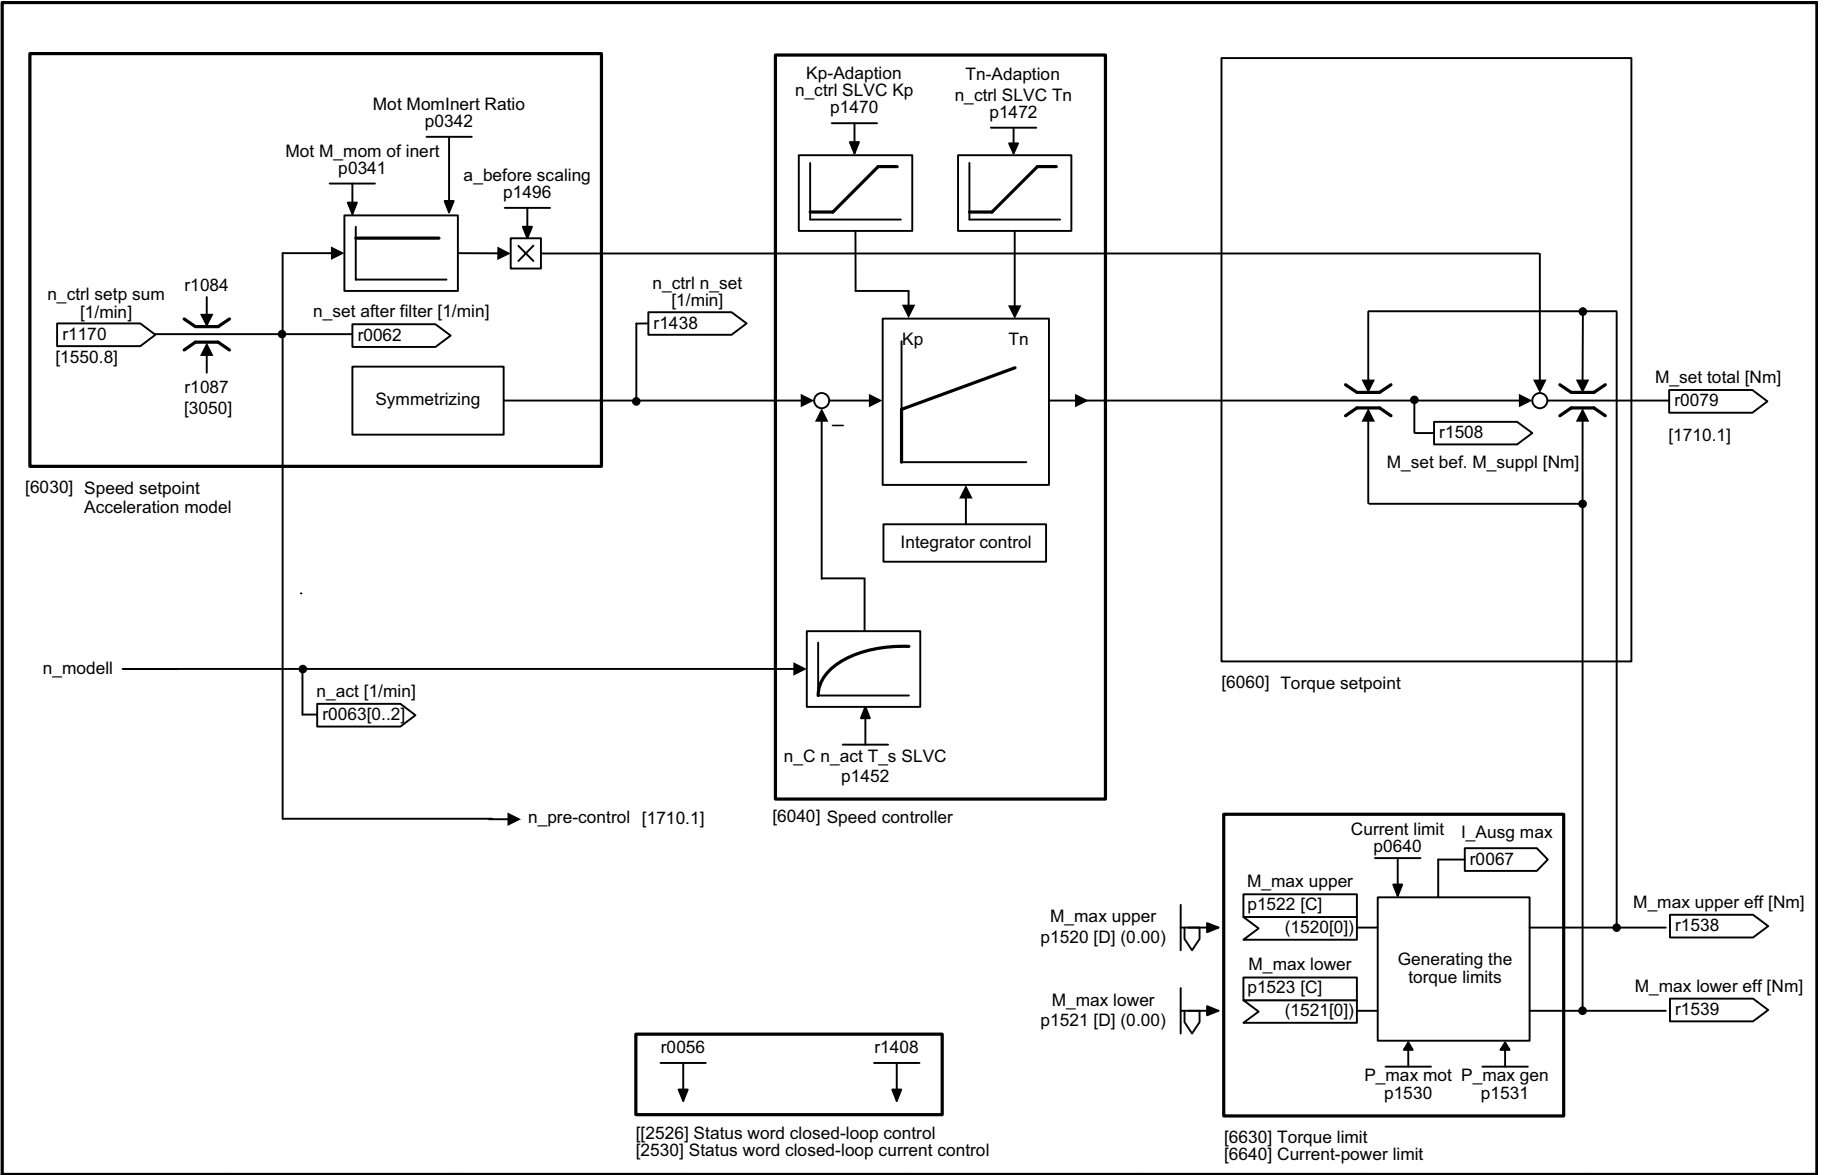 Mot MomInert Ratio
p0342
Mot M_mom of inert
p0341
a_before scaling
p1496
n_ctrl setp sum
[1/min]
r1170
[1550.8]
r1084
r1087
[3050]
n_set after filter [1/min]
r0062
Symmetrizing
[6030] Speed setpoint
Acceleration model
n_ctrl n_set
[1/min]
r1438
Kp-Adaption
n_ctrl SLVC Kp
p1470
Tn-Adaption
n_ctrl SLVC Tn
p1472
Kp
Tn
Integrator control
n_modell
n_act [1/min]
r0063[0..2]
n_C n_act T_s SLVC
p1452
n_pre-control [1710.1]
[6040] Speed controller
M_set total [Nm]
r0079
[1710.1]
r1508
M_set bef. M_suppl [Nm]
[6060] Torque setpoint
Current limit
p0640
I_Ausg max
r0067
M_max upper
p1520 [D] (0.00)
M_max upper
p1522 [C]
(1520[0])
M_max lower
p1521 [D] (0.00)
M_max lower
p1523 [C]
(1521[0])
Generating the
torque limits
M_max upper eff [Nm]
r1538
M_max lower eff [Nm]
r1539
P_max mot
p1530
P_max gen
p1531
[6630] Torque limit
[6640] Current-power limit
r0056
r1408
[[2526] Status word closed-loop control
[2530] Status word closed-loop current control